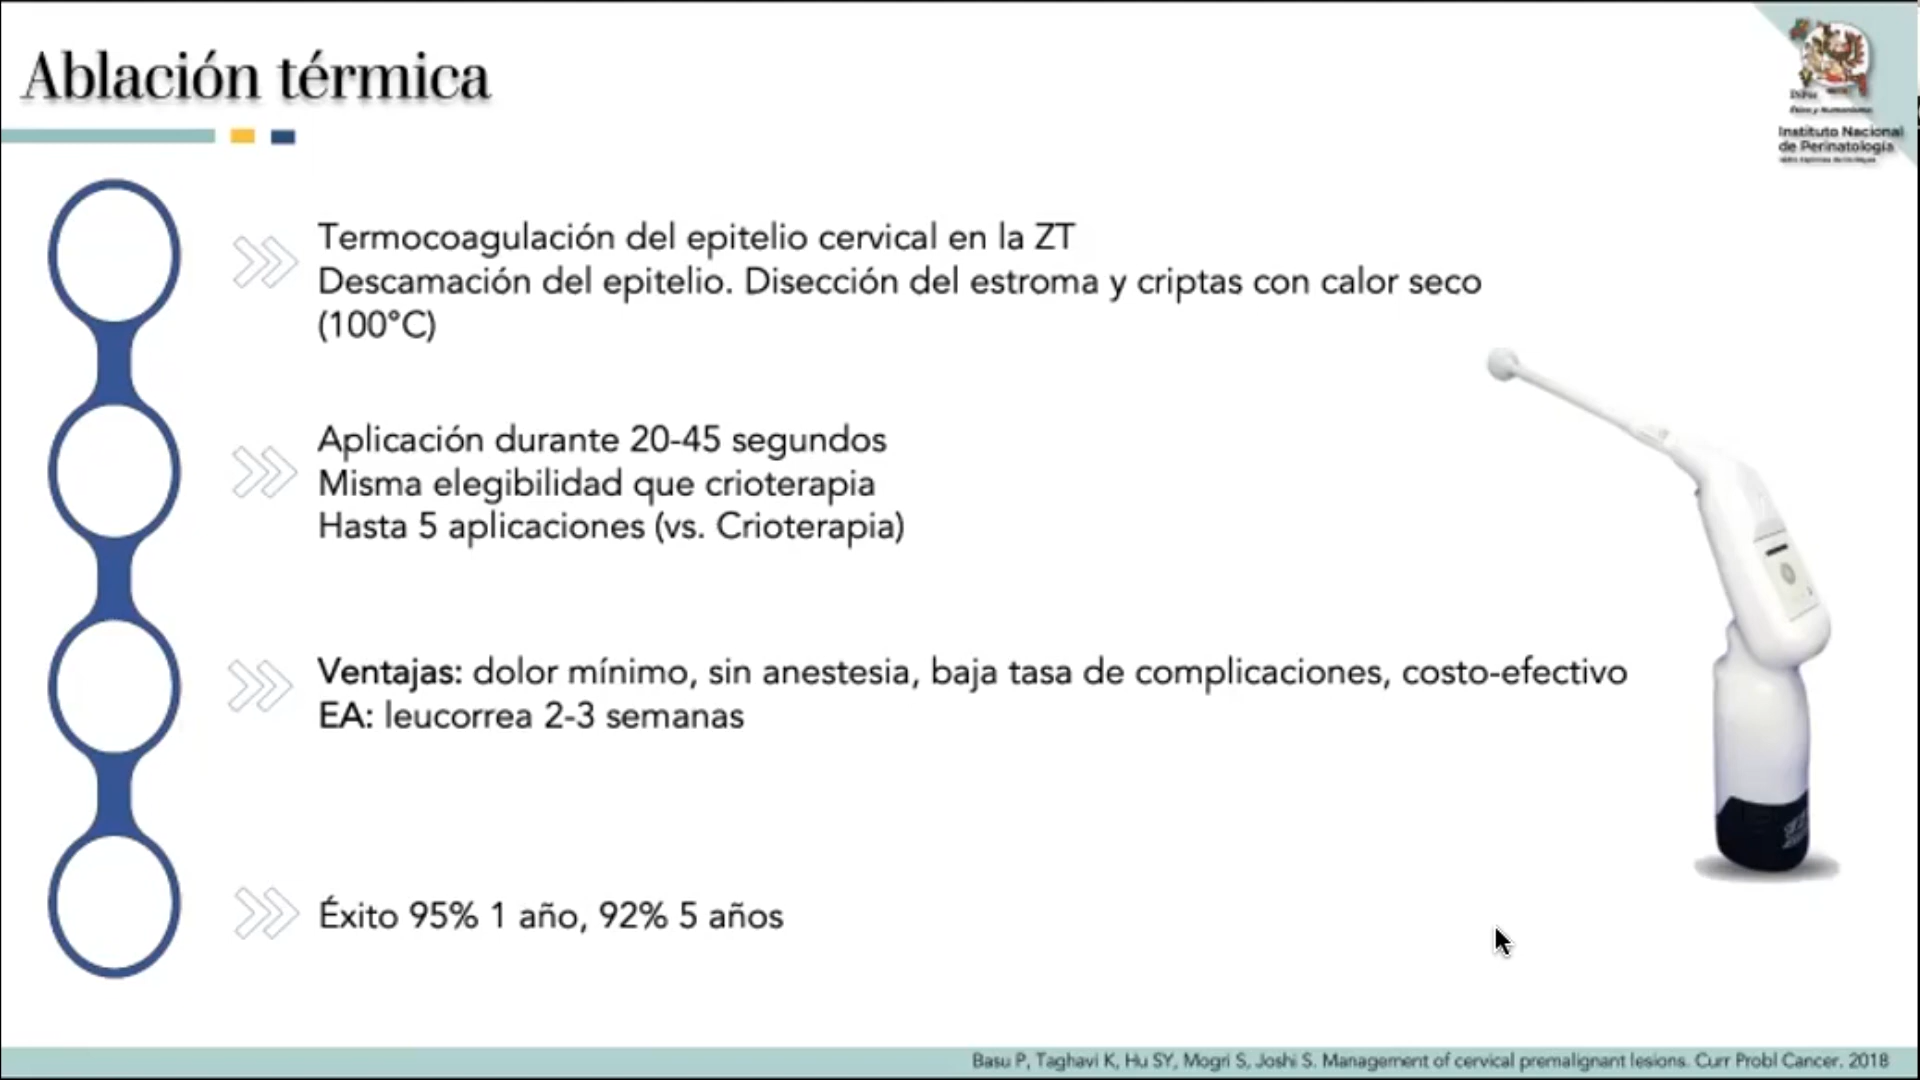 Ablación térmica
Instituto Nacional
de Perinatología
Termocoagulación del epitelio cervical en la ZT
Descamación del epitelio. Disección del estroma y criptas con calor seco
(100°C)
Aplicación durante 20-45 segundos
Misma elegibilidad que crioterapia
Hasta 5 aplicaciones (vs. Crioterapia)
Ventajas: dolor mínimo, sin anestesia, baja tasa de complicaciones, costo-efectivo
EA: leucorrea 2-3 semanas
Éxito 95% 1 año, 92% 5 años
Basu P, Taghavi K, Hu SY, Mogri S, Joshi S. Management of cervical premalignant lesions. Curr Probl Cancer. 2018